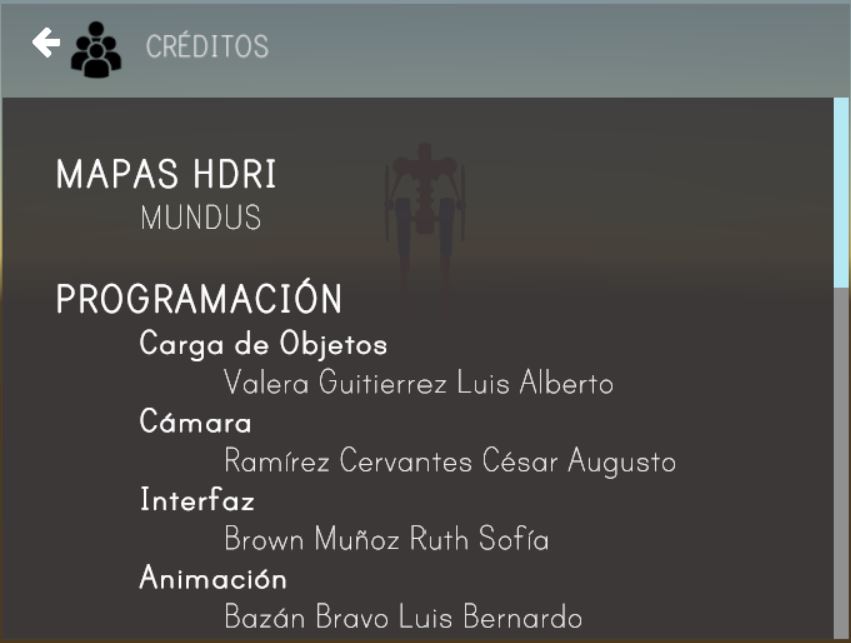 CRÉDITOS
MAPAS HDRI
MUNDUS
PROGRAMACIÓN
Carga de Objetos
Valera Guitierrez Luis Alberto
Cámara
Ramírez Cervantes César Augusto
Interfaz
Brown Muñoz Ruth Sofía
Animación
Bazán Bravo Luis Bernardo